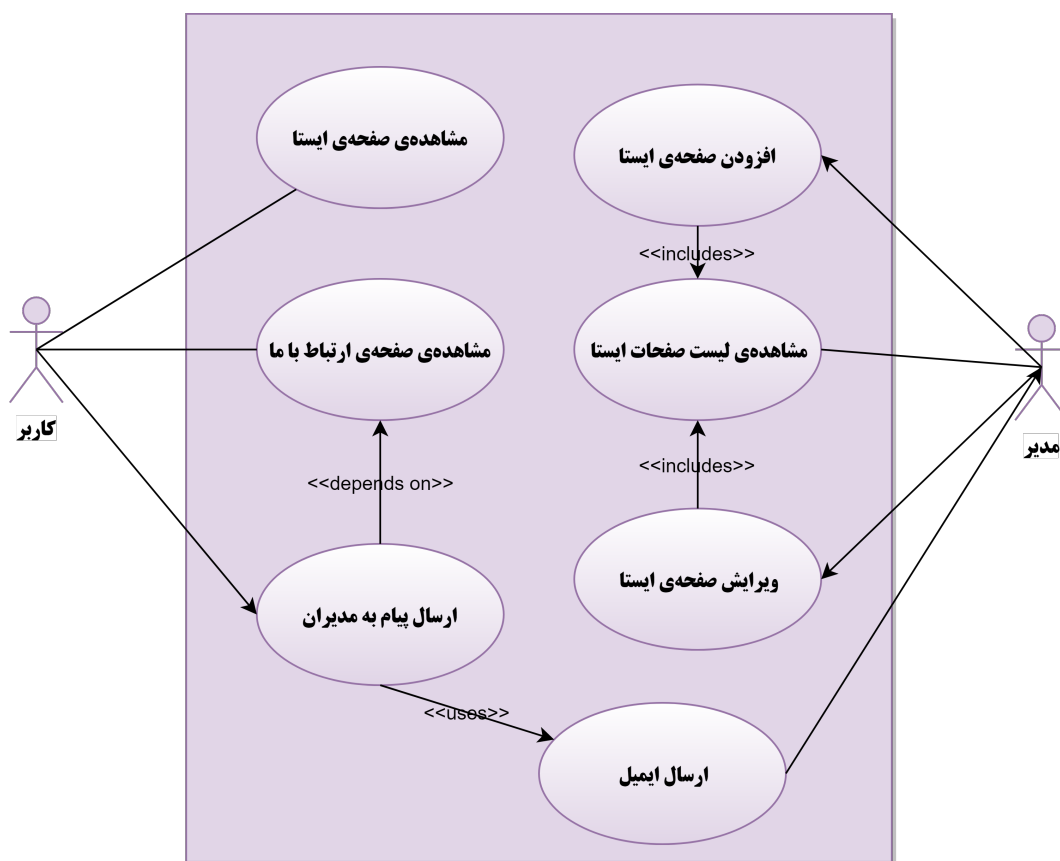 مشاهده‌ی صفحه‌ی ایستا
افزودن صفحه‌ی ایستا
<<includes>>
مشاهده‌ی صفحه‌ی ارتباط با ما
مشاهده‌ی لیست صفحات ایستا
کاربر
مدیر
<<includes>>
<<depends on>>
ویرایش صفحه‌ی ایستا
ارسال پیام به مدیران
<<uses>>
ارسال ایمیل